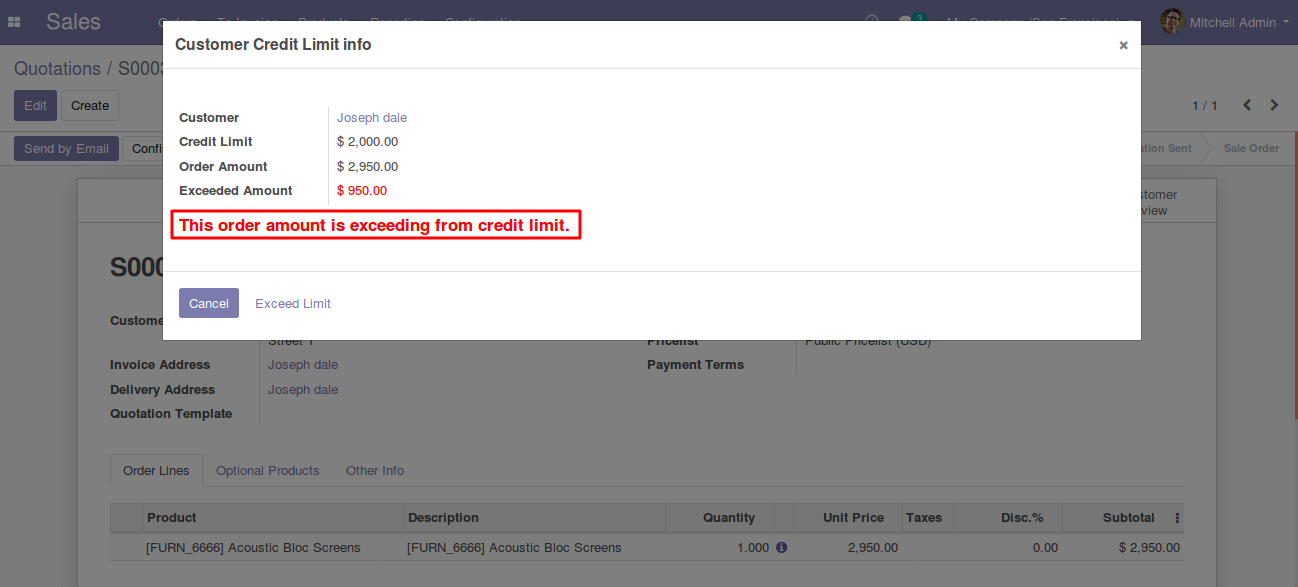 Sales
3
Mitchell Admin
Customer Credit Limit info
×
Quotations / S000
Edit Create
1 / 1
Customer Joseph dale
Credit Limit $ 2,000.00
Order Amount $ 2,950.00
Exceeded Amount $ 950.00
This order amount is exceeding from credit limit.
Send by Email Confi
tion Sent Sale Order
tomer
view
Cancel Exceed Limit
S000
Custome
Street 1
Pricelist Public Pricelist (USD)
Invoice Address Joseph dale
Payment Terms
Delivery Address Joseph dale
Quotation Template
Order Lines Optional Products Other Info
Product Description Quantity Unit Price Taxes Disc.% Subtotal
[FURN_6666] Acoustic Bloc Screens [FURN_6666] Acoustic Bloc Screens 1.000 2,950.00 0.00 $ 2,950.00